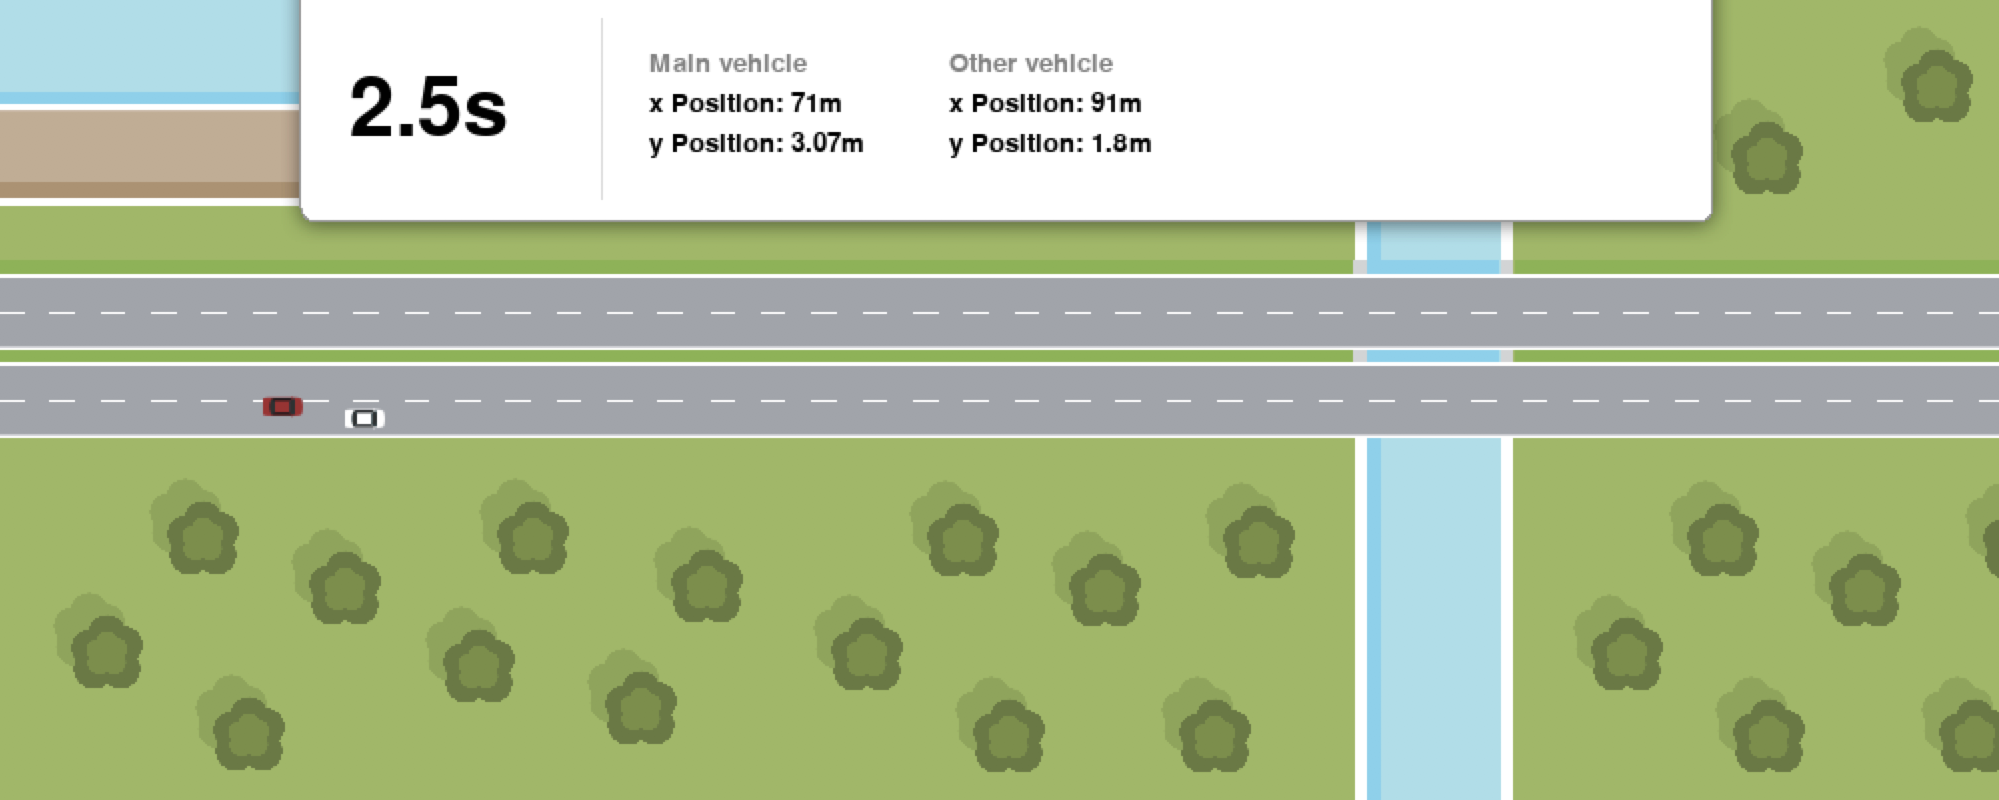 2.5s
Main vehicle
x Position: 71m
y Position: 3.07m
Other vehicle
x Position: 91m
y Position: 1.8m